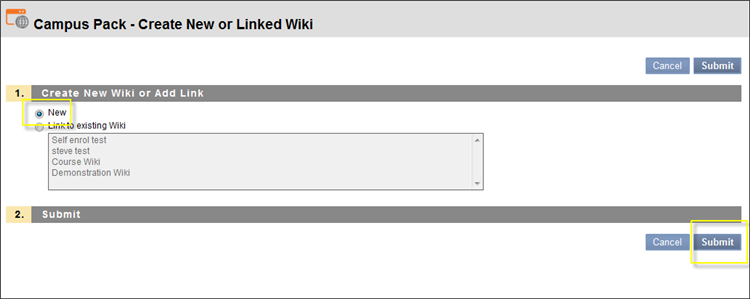 Campus Pack - Create New or Linked Wiki
Cancel Submit
1. Create New Wiki or Add Link
New
Link to existing Wiki
Self enrol test
steve test
Course Wiki
Demonstration Wiki
2. Submit
Cancel Submit